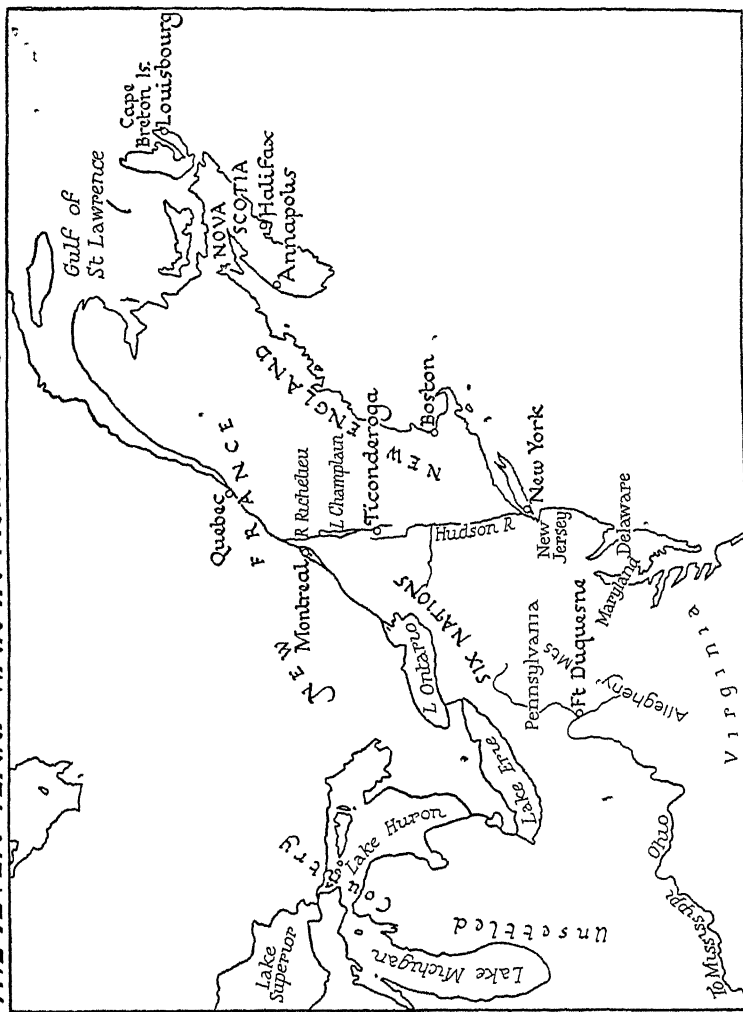 Cape
Breton Is.
Louisbourg
Gulf of
St Lawrence
NOVA
SCOTIA
Halifax
Annapolis
NEW ENGLAND
Boston
Quebec
NEW FRANCE
R Richelieu
Montreal
L Champlain
Ticonderoga
Hudson R
New York
New
Jersey
Delaware
Maryland
SIX NATIONS
L Ontario
Pennsylvania
Ft Duquesne
Allegheny Mts
Virginia
Lake Erie
Lake Huron
Lake
Superior
Lake Michigan
Unsettled Country
Ohio
To Mississippi